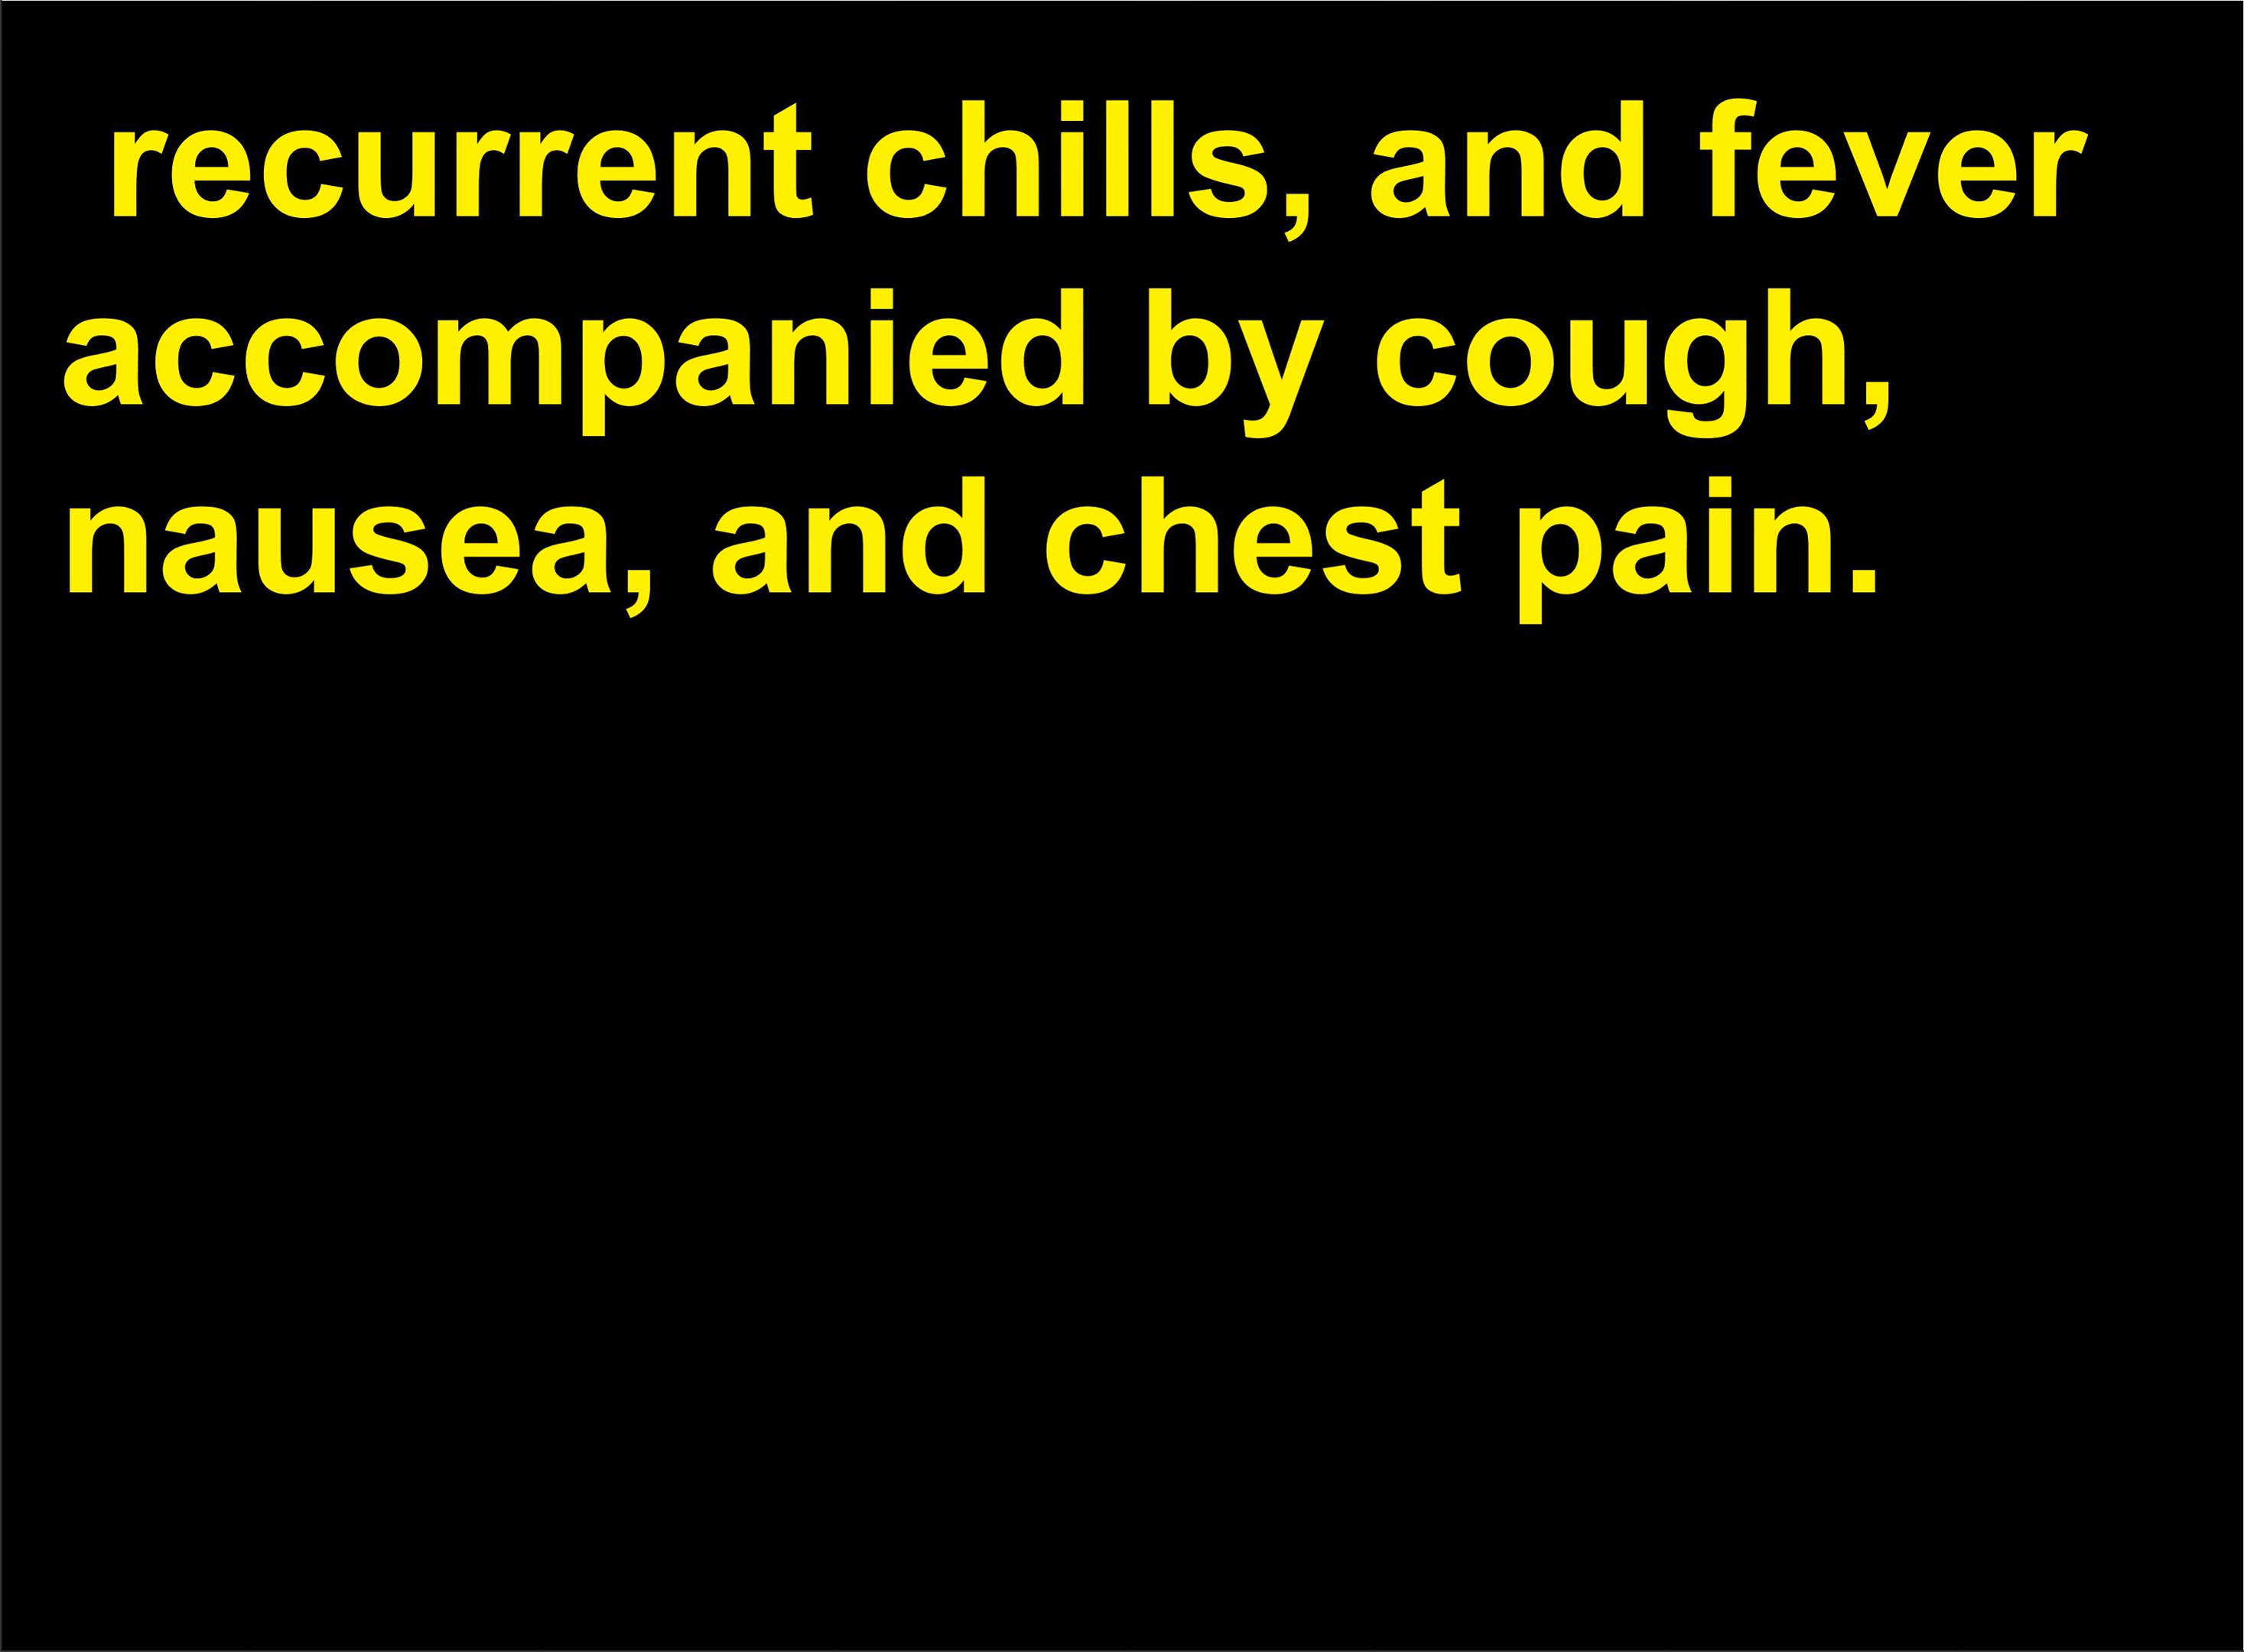 recurrent chills, and fever
accompanied by cough,
nausea, and chest pain.